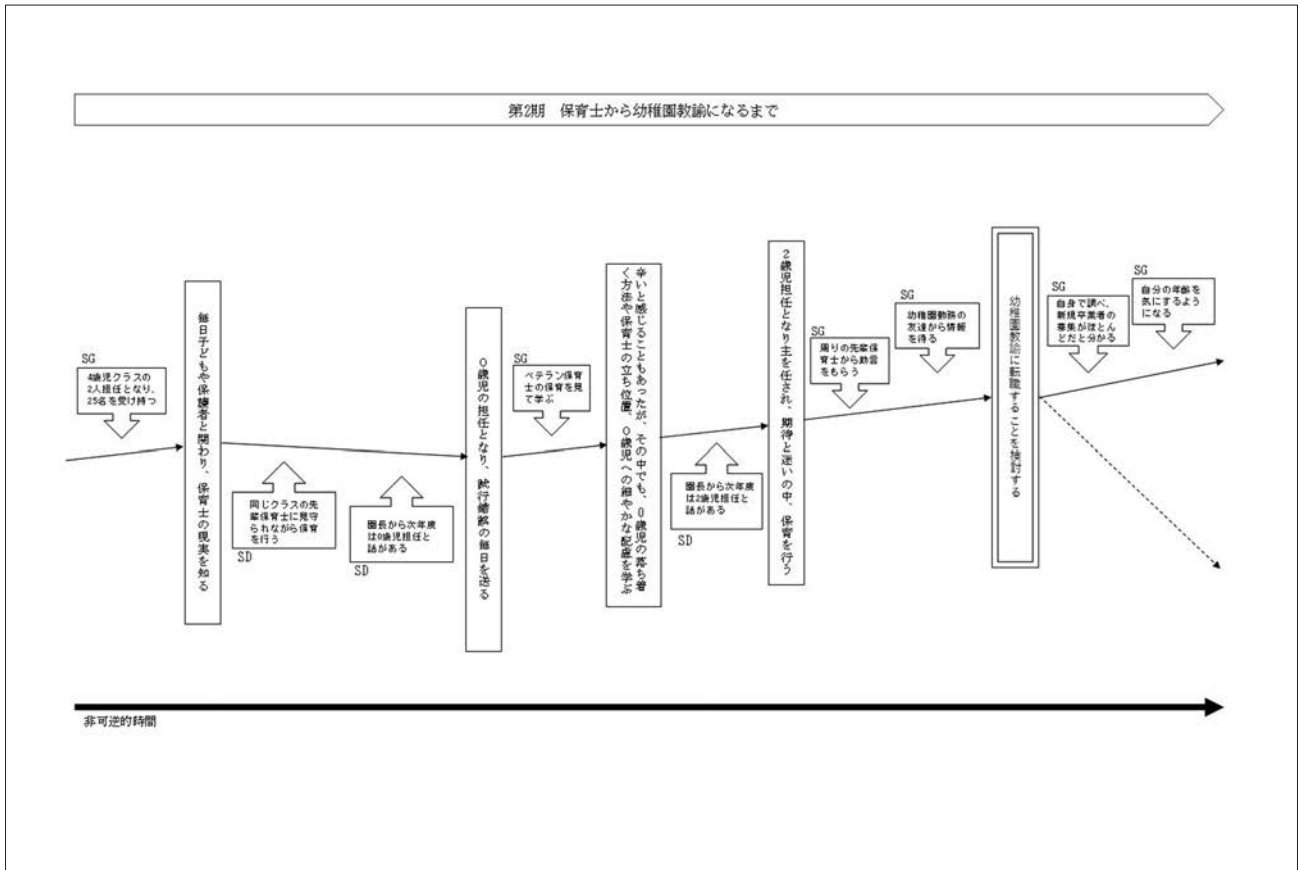 第2期　保育士から幼稚園教諭になるまで
SG
4歳児クラスの
2人担任となり、
25名を受け持つ
毎日子どもや保護者と関わり、保育士の現実を知る
同じクラスの先
輩保育士に見守
られながら保育
を行う
SD
園長から次年度
は0歳児担任と
話がある
SD
0歳児の担任となり、試行錯誤の毎日を送る
SG
ベテラン保育
士の保育を見
て学ぶ
辛いと感じることもあったが、その中でも、0歳児の落ち着
く方法や保育士の立ち位置、0歳児への細やかな配慮を学ぶ
園長から次年度
は2歳児担任と
話がある
SD
2歳児担任となり主を任され、期待と迷いの中、保育を行う
SG
周りの先輩保
育士から助言
をもらう
SG
幼稚園勤務の
友達から情報
を得る
幼稚園教諭に転職することを検討する
SG
自身で調べ、
新規卒業者の
募集がほとん
どだと分かる
SG
自分の年齢を
気にするよう
になる
非可逆的時間